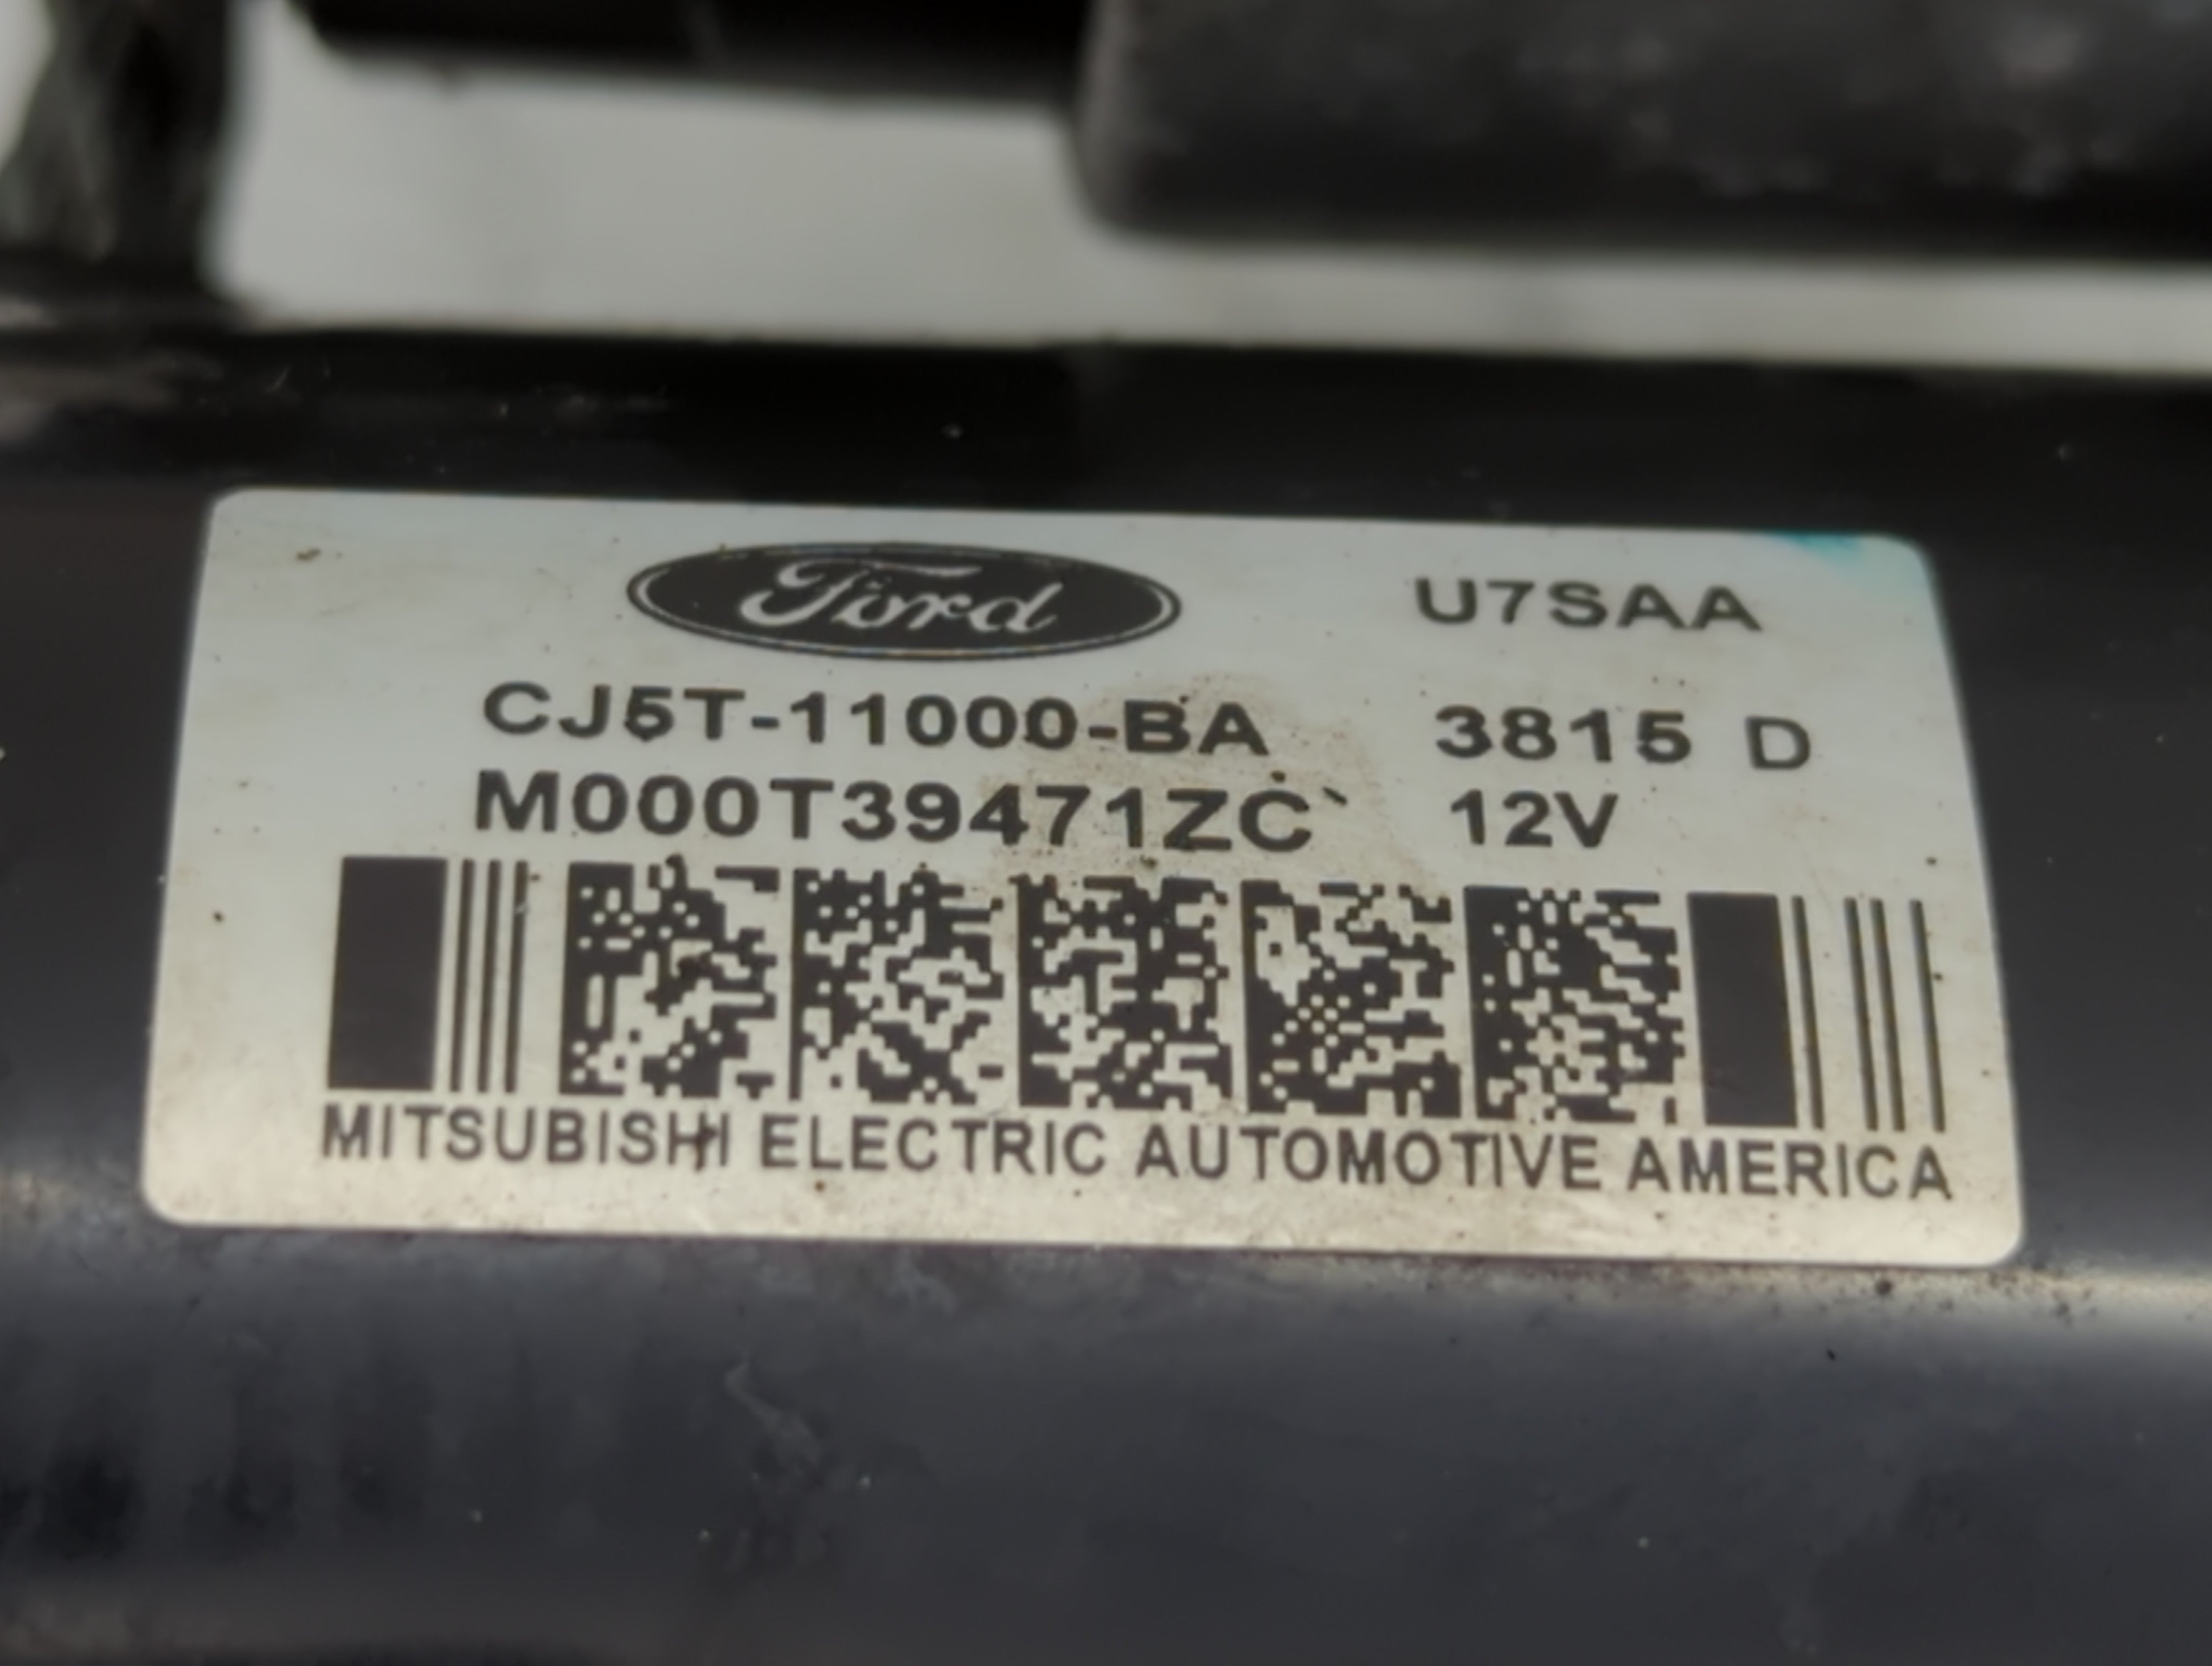 Ford U7SAA
CJ5T-11000-BA 3815 D
M000T39471ZC 12V
MITSUBISHI ELECTRIC AUTOMOTIVE AMERICA